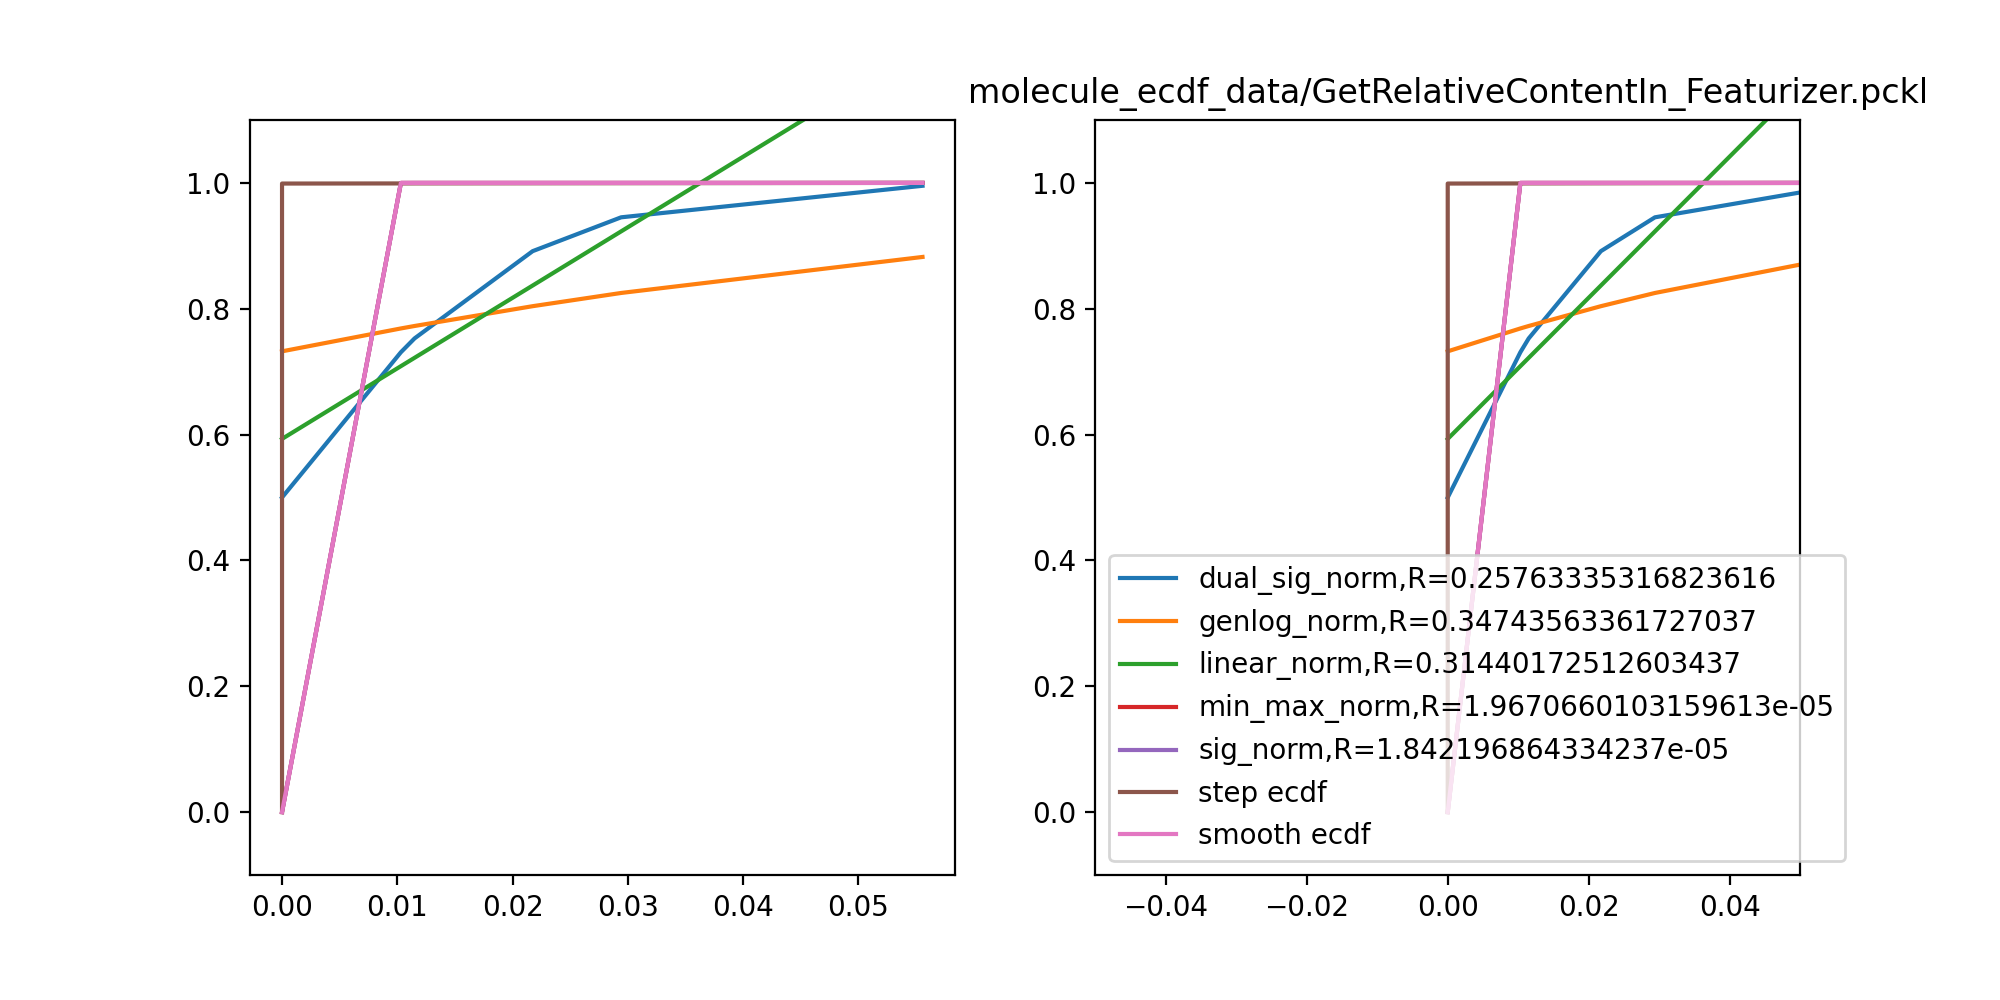 molecule_ecdf_data/GetRelativeContentIn_Featurizer.pckl
1.0
0.8
0.6
0.4
0.2
0.0
0.00 0.01 0.02 0.03 0.04 0.05
1.0
0.8
0.6
0.4
0.2
0.0
−0.04 −0.02 0.00 0.02 0.04
dual_sig_norm,R=0.25763335316823616
genlog_norm,R=0.34743563361727037
linear_norm,R=0.31440172512603437
min_max_norm,R=1.9670660103159613e-05
sig_norm,R=1.842196864334237e-05
step ecdf
smooth ecdf